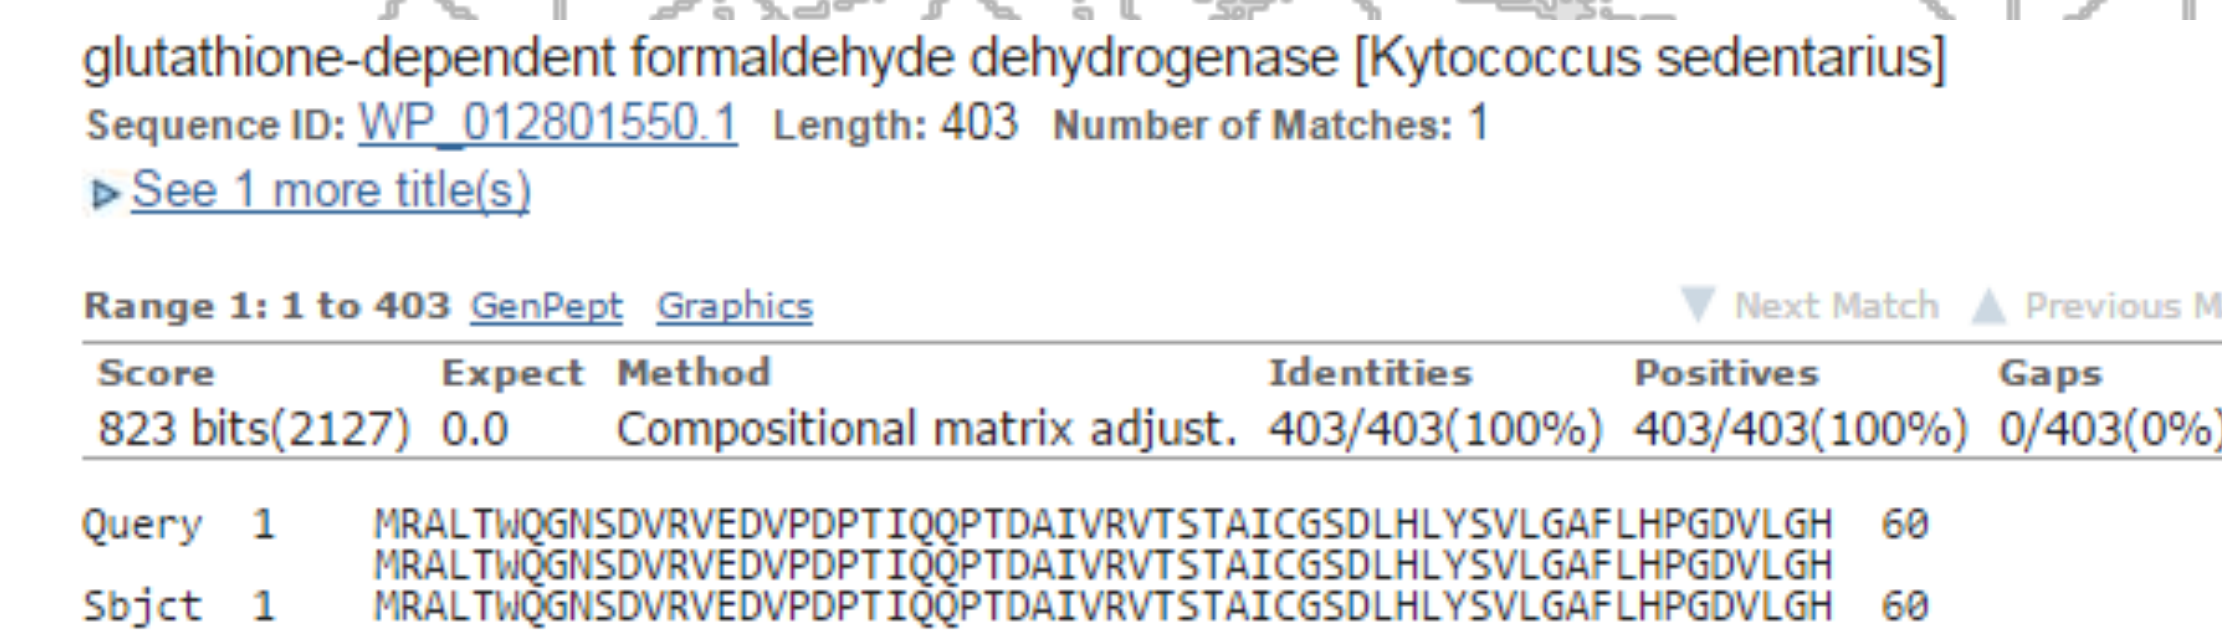 glutathione-dependent formaldehyde dehydrogenase [Kytococcus sedentarius]
Sequence ID: WP_012801550.1 Length: 403 Number of Matches: 1
See 1 more title(s)
Range 1: 1 to 403 GenPept Graphics Next Match Previous M
Score Expect Method Identities Positives Gaps
823 bits(2127) 0.0 Compositional matrix adjust. 403/403(100%) 403/403(100%) 0/403(0%)
Query 1 MRALTWQGNSDVRVEDVPDPTIQQPTDAIVRVTSTAICGSDLHLYSVLGAFLHPGDVLGH 60
MRALTWQGNSDVRVEDVPDPTIQQPTDAIVRVTSTAICGSDLHLYSVLGAFLHPGDVLGH
Sbjct 1 MRALTWQGNSDVRVEDVPDPTIQQPTDAIVRVTSTAICGSDLHLYSVLGAFLHPGDVLGH 60